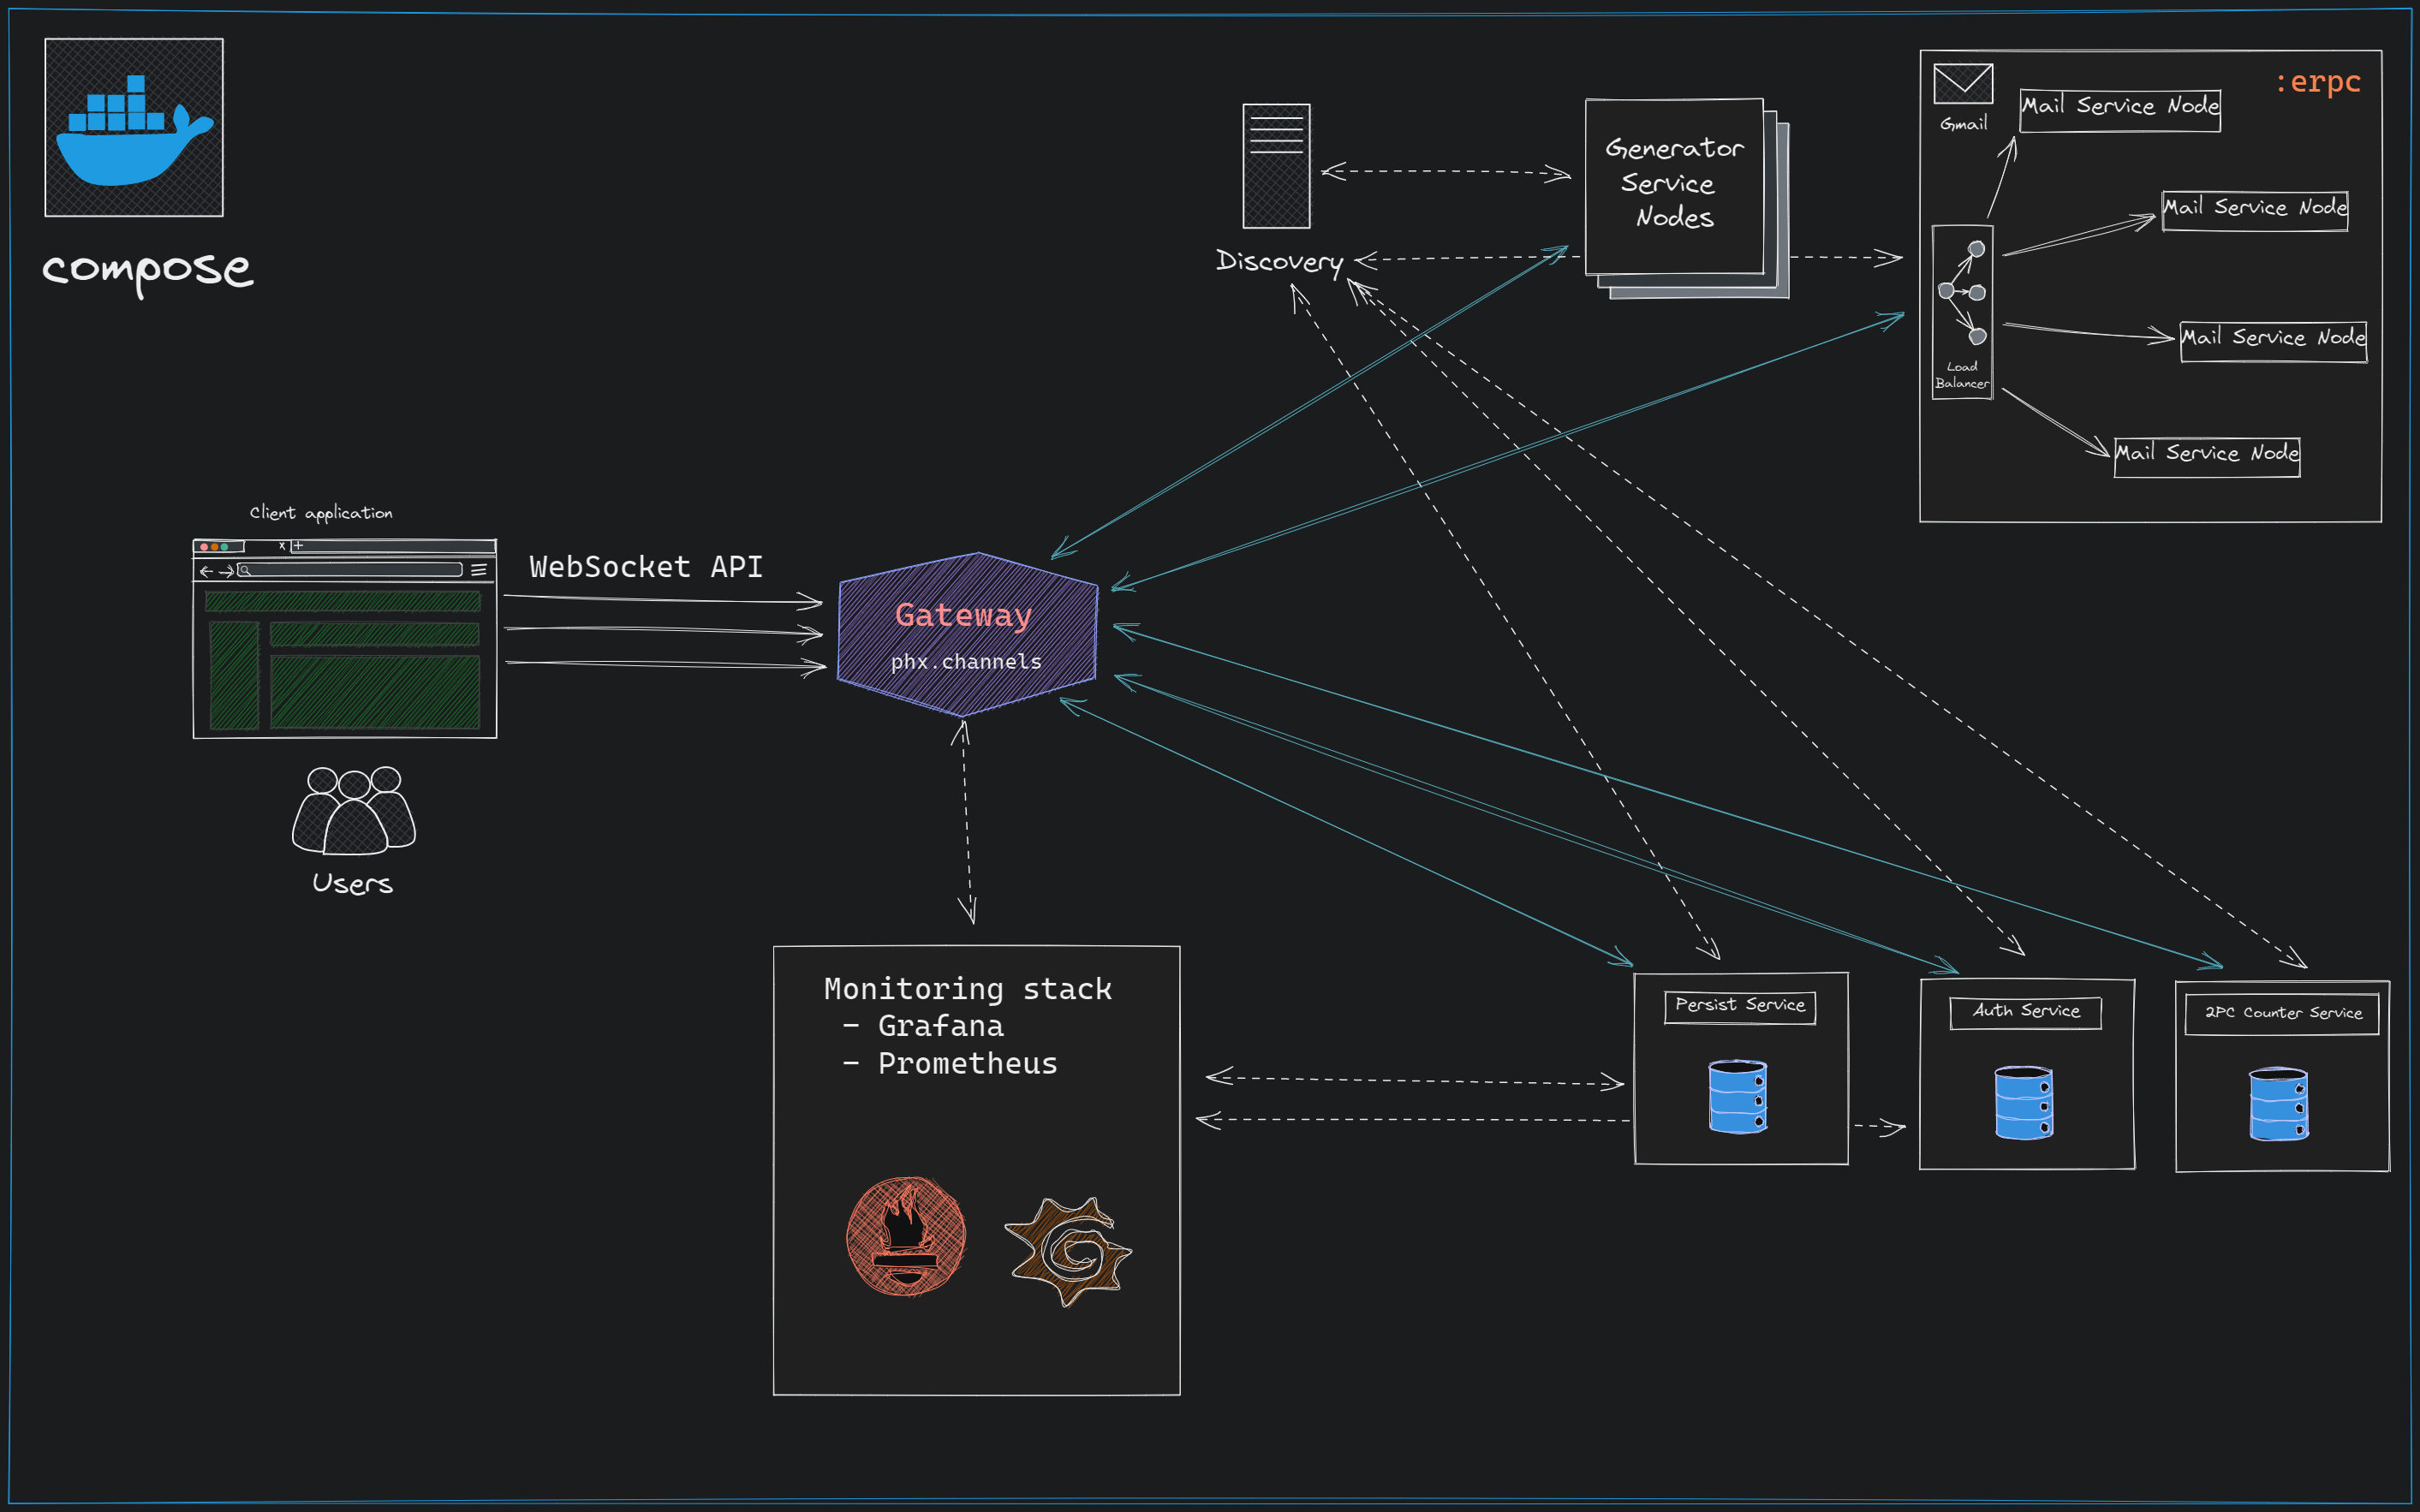 compose
Discovery
Generator
Service
Nodes
:erpc
Gmail
Mail Service Node
Mail Service Node
Mail Service Node
Mail Service Node
Load
Balancer
Client application
x +
WebSocket API
Gateway
phx.channels
Users
Monitoring stack
- Grafana
- Prometheus
Persist Service
Auth Service
2PC Counter Service